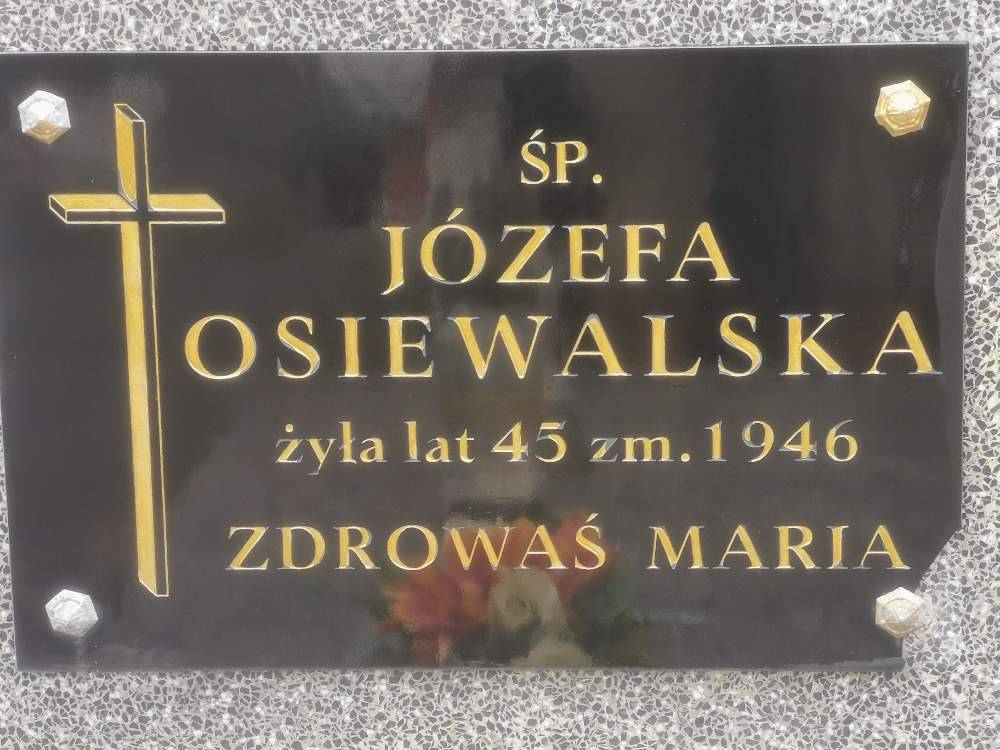 ŚP.
JÓZEFA
OSIEWALSKA
żyła lat 45 zm. 1946
ZDROWAŚ MARIA